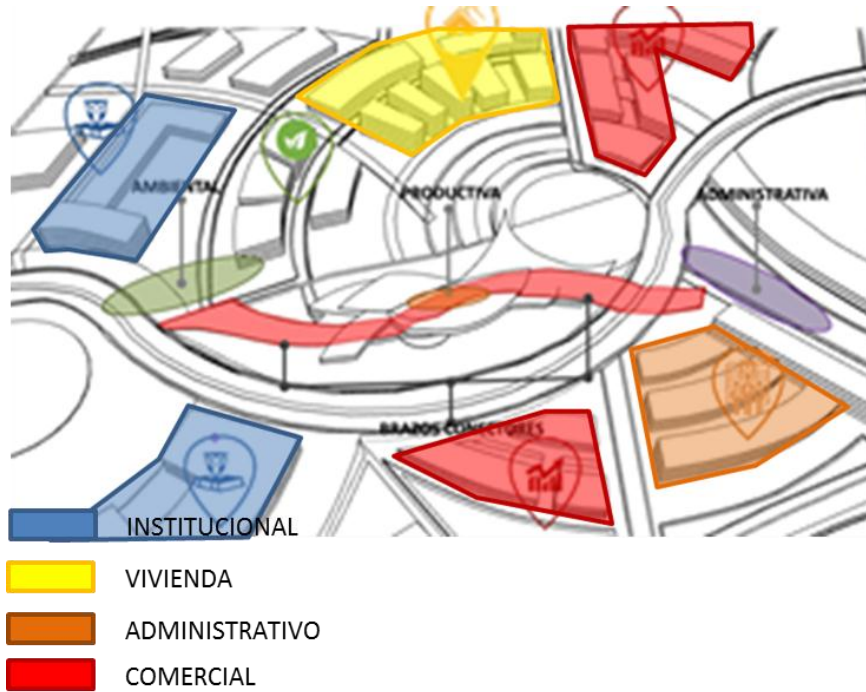 AMBIENTAL
PRODUCTIVA
ADMINISTRATIVA
BRAZOS CONECTORES
INSTITUCIONAL
VIVIENDA
ADMINISTRATIVO
COMERCIAL